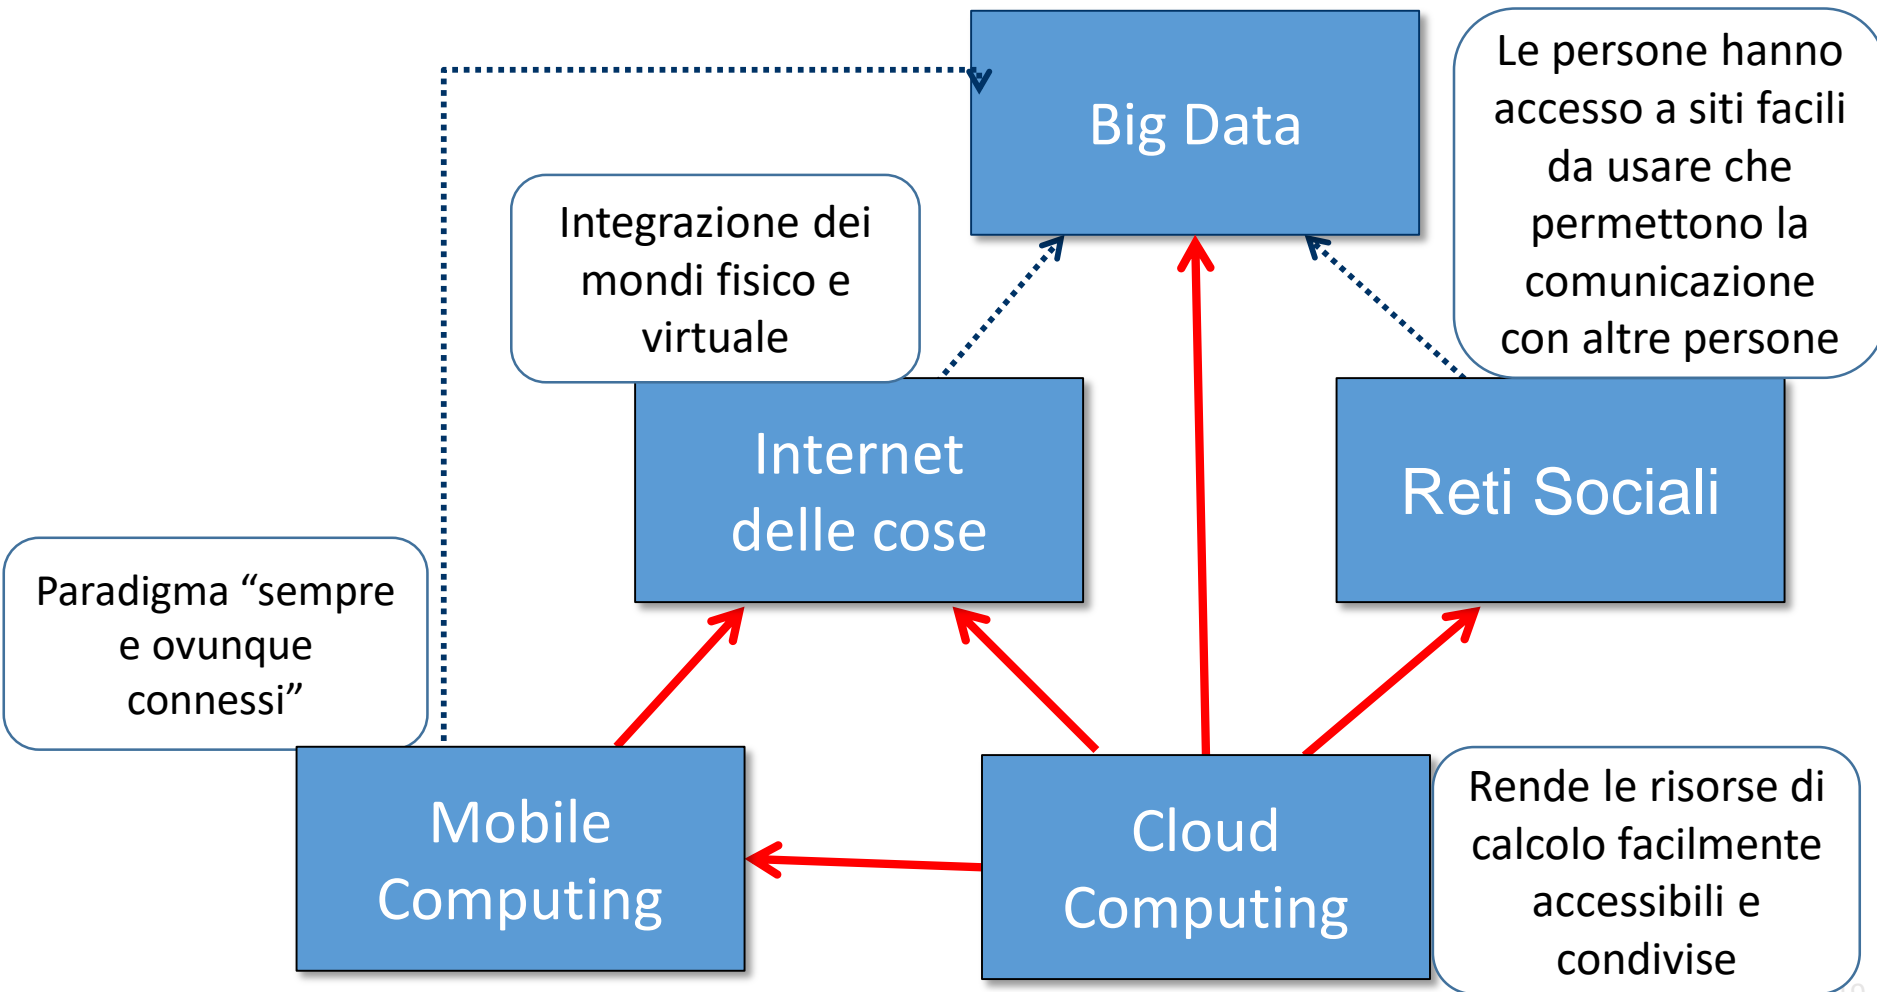 Big Data
Le persone hanno
accesso a siti facili
da usare che
permettono la
comunicazione
con altre persone
Integrazione dei
mondi fisico e
virtuale
Internet
delle cose
Reti Sociali
Paradigma “sempre
e ovunque
connessi”
Mobile
Computing
Cloud
Computing
Rende le risorse di
calcolo facilmente
accessibili e
condivise